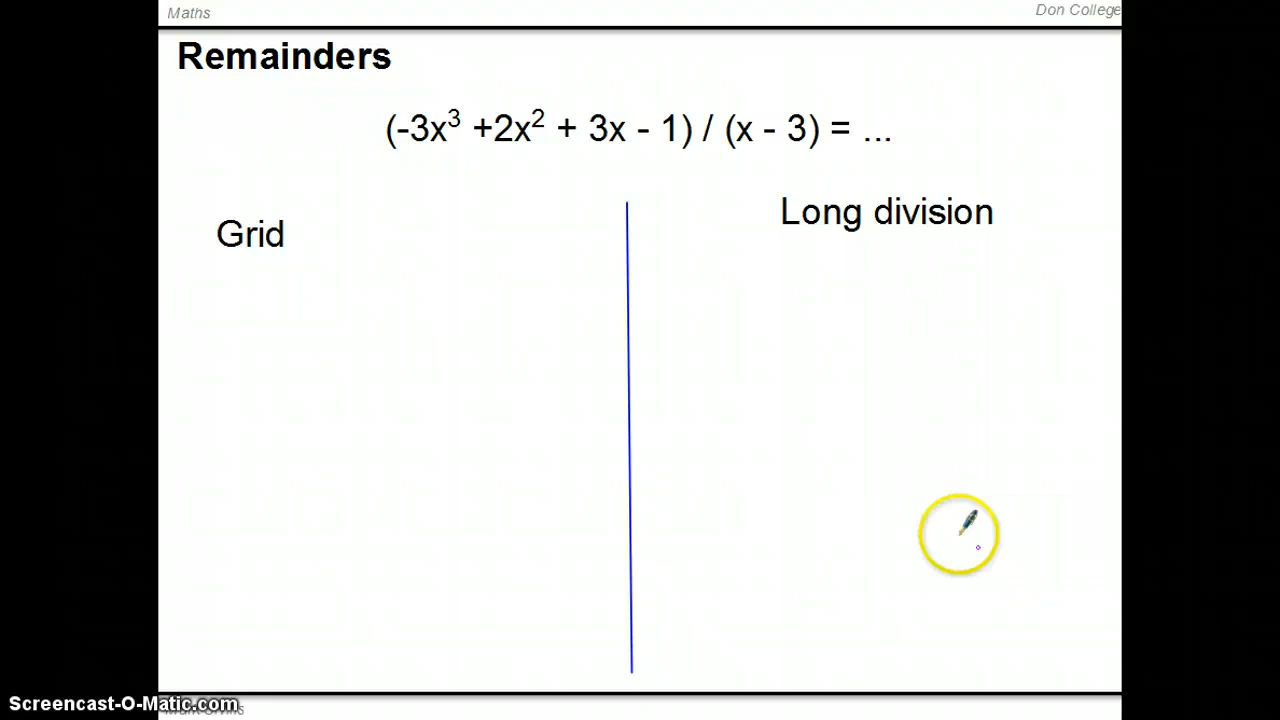 Maths
Don College
Remainders
(-3x³ +2x² + 3x - 1) / (x - 3) = ...
Grid
Long division
Screencast-O-Matic.com